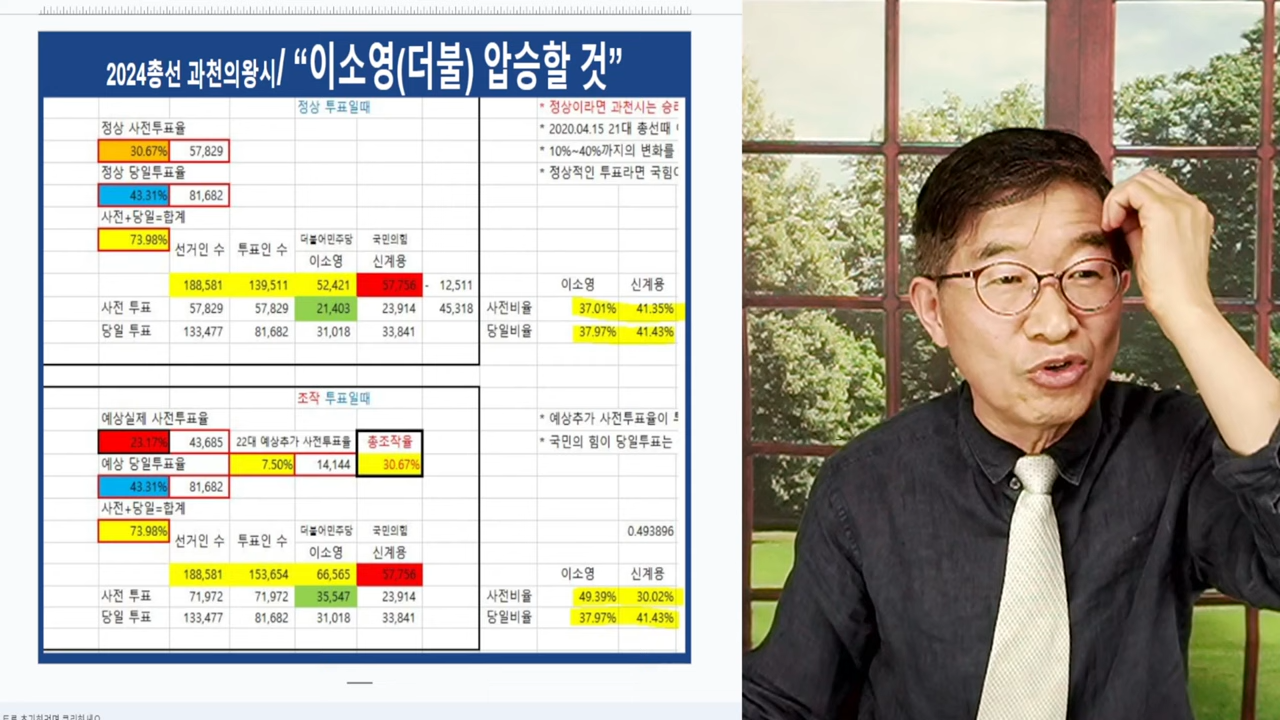 2024총선 과천의왕시/ “이소영(더불) 압승할 것”
정상 투표일때
* 정상이라면 과천시는 승리
정상 사전투표율
* 2020.04.15 21대 총선때
30.67% 57,829
* 10%~40%까지의 변화를
정상 당일투표율
* 정상적인 투표라면 국힘이
43.31% 81,682
사전+당일=합계
73.98% 선거인 수 투표인 수 더불어민주당 국민의힘
이소영 신계용
188,581 139,511 52,421 57,756 - 12,511 이소영 신계용
사전 투표 57,829 57,829 21,403 23,914 45,318 사전비율 37.01% 41.35%
당일 투표 133,477 81,682 31,018 33,841 당일비율 37.97% 41.43%
조작 투표일때
예상실제 사전투표율 * 예상추가 사전투표율이
23.17% 43,685 22대 예상추가 사전투표율 총조작율 * 국민의 힘이 당일투표는
예상 당일투표율 7.50% 14,144 30.67%
43.31% 81,682
사전+당일=합계
73.98% 선거인 수 투표인 수 더불어민주당 국민의힘 0.493896
이소영 신계용
188,581 153,654 66,565 57,756 이소영 신계용
사전 투표 71,972 71,972 35,547 23,914 사전비율 49.39% 30.02%
당일 투표 133,477 81,682 31,018 33,841 당일비율 37.97% 41.43%